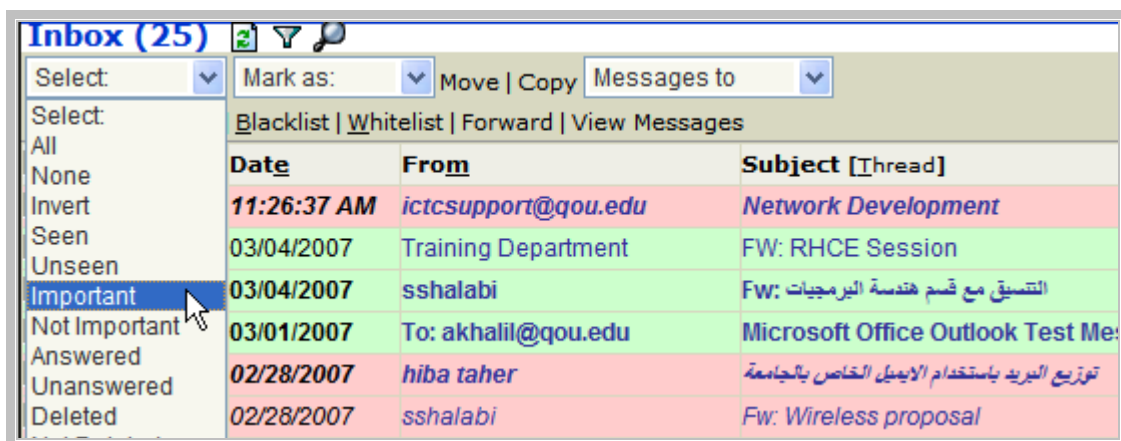 Inbox (25)
Select: Mark as: Move | Copy Messages to
Select:
All
None
Invert
Seen
Unseen
Important
Not Important
Answered
Unanswered
Deleted
Blacklist | Whitelist | Forward | View Messages
Date From Subject [Thread]
11:26:37 AM ictcsupport@qou.edu Network Development
03/04/2007 Training Department FW: RHCE Session
03/04/2007 sshalabi Fw: التنسيق مع قسم هندسة البرمجيات
03/01/2007 To: akhalil@qou.edu Microsoft Office Outlook Test
02/28/2007 hiba taher توزيع البريد باستخدام الايميل الخاص بالجامعة
02/28/2007 sshalabi Fw: Wireless proposal